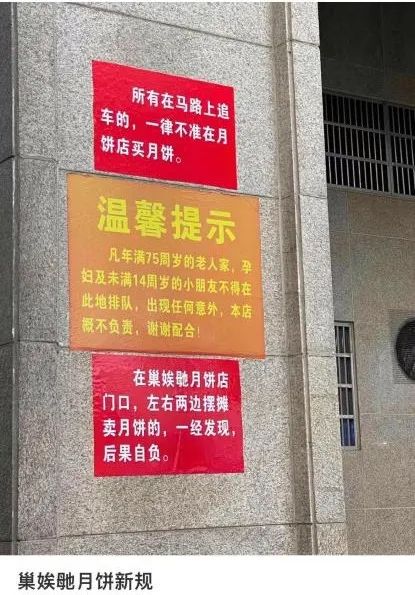 所有在马路上追
车的，一律不准在月
饼店买月饼。
温馨提示
凡年满75周岁的老人家，孕
妇及未满14周岁的小朋友不得在
此地排队，出现任何意外，本店
概不负责，谢谢配合！
在巢娭毑月饼店
门口，左右两边摆摊
卖月饼的，一经发现，
后果自负。
巢娭毑月饼新规